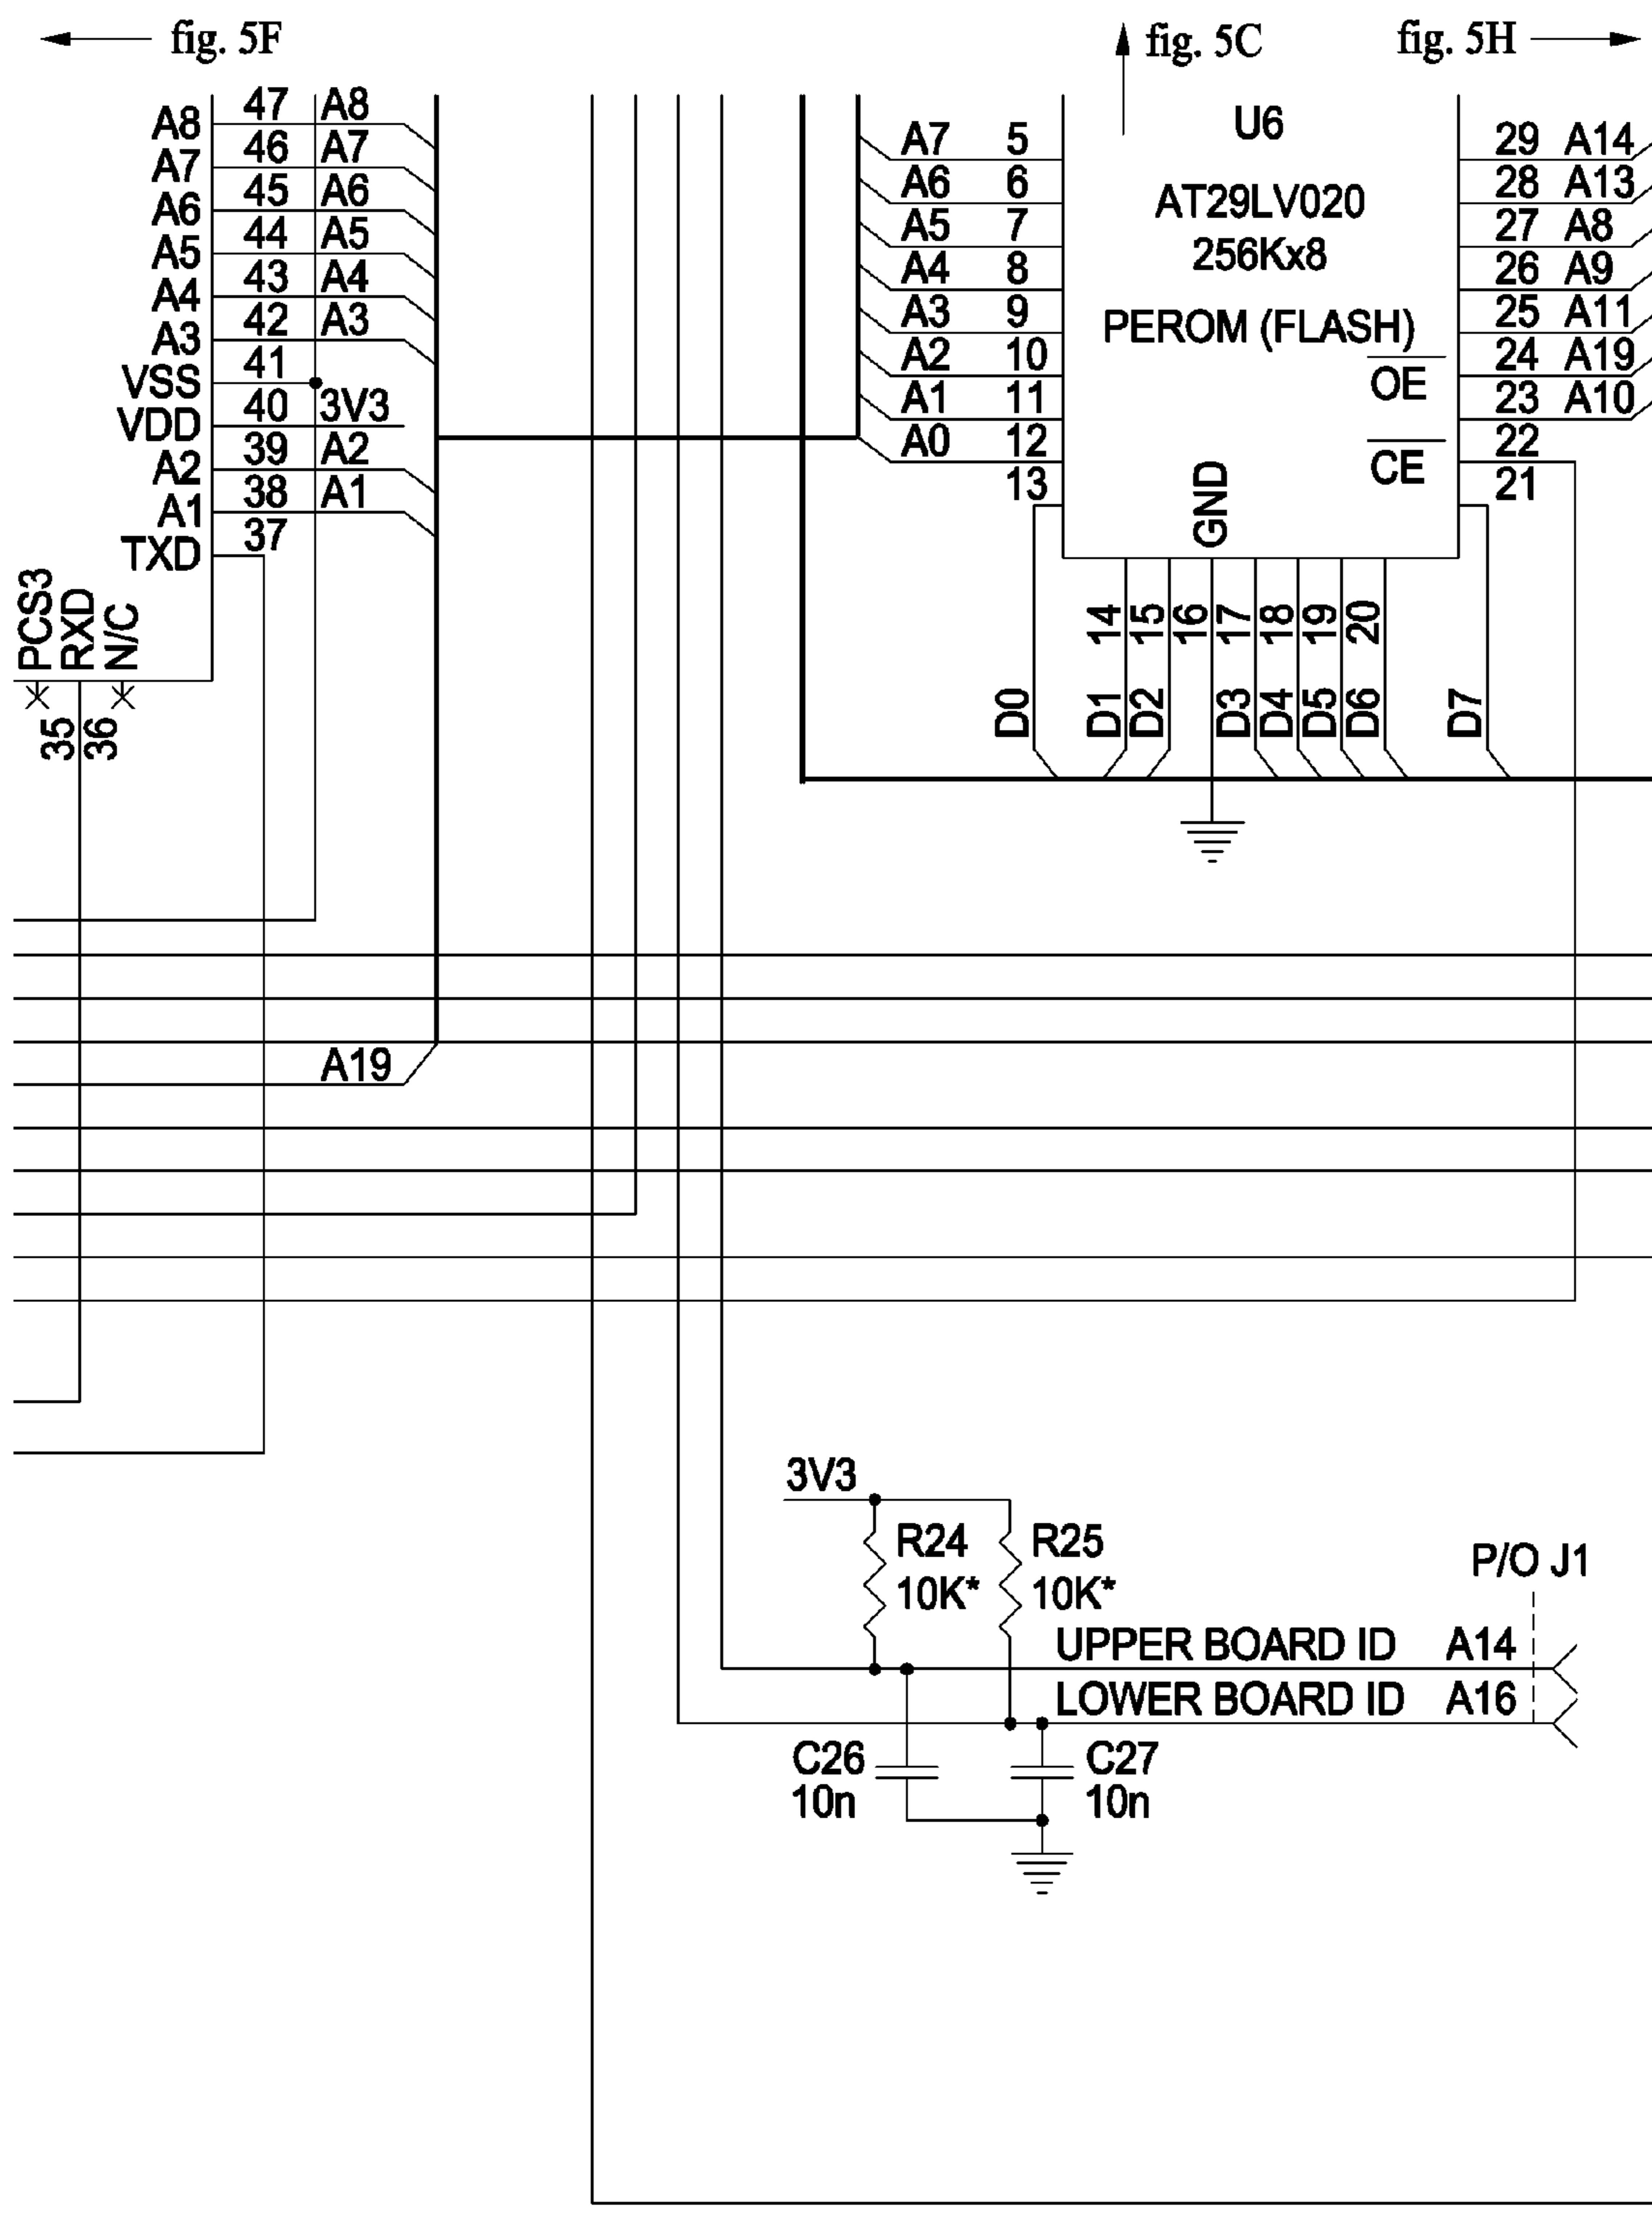 fig. 5F
fig. 5C
fig. 5H
A8 47 A8
A7 46 A7
A6 45 A6
A5 44 A5
A4 43 A4
A3 42 A3
VSS 41
VDD 40 3V3
A2 39 A2
A1 38 A1
TXD 37
PCS3
RXD
N/C
35
36
A19
U6
AT29LV020
256Kx8
PEROM (FLASH)
A7 5
A6 6
A5 7
A4 8
A3 9
A2 10
A1 11
A0 12
13
29 A14
28 A13
27 A8
26 A9
25 A11
OE 24 A19
23 A10
CE 22
21
GND
14
15
16
17
18
19
20
D0
D1
D2
D3
D4
D5
D6
D7
3V3
R24
10K*
R25
10K*
P/O J1
UPPER BOARD ID A14
LOWER BOARD ID A16
C26
10n
C27
10n